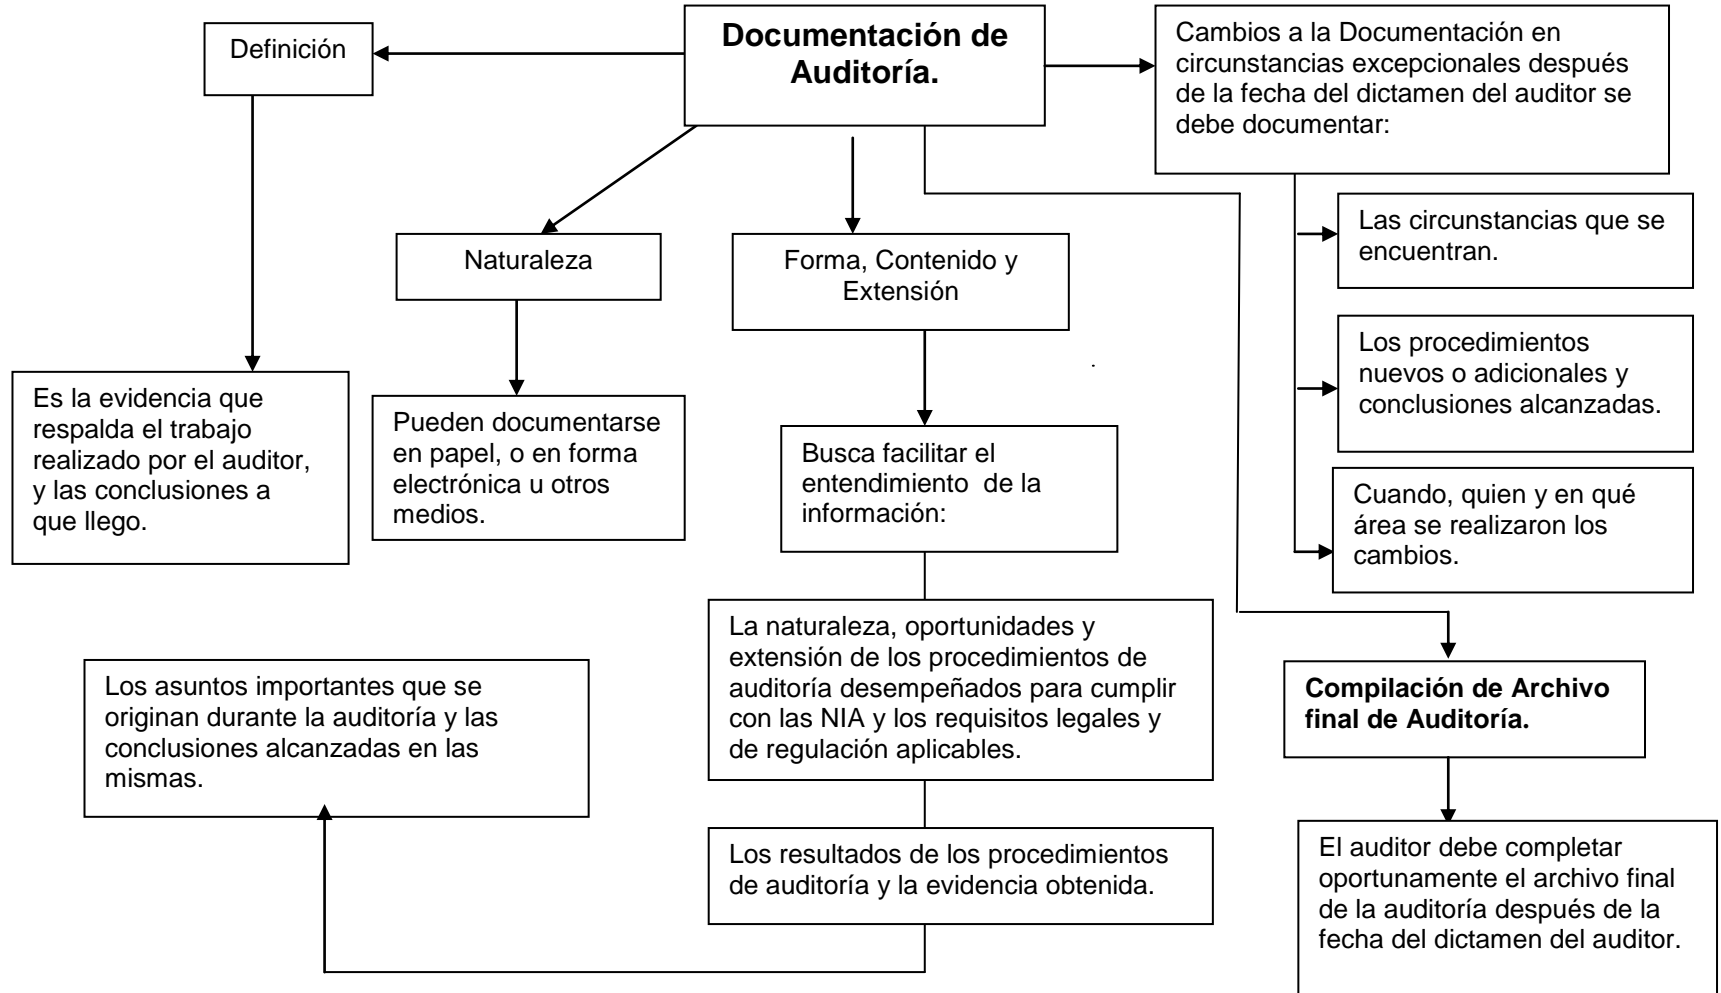 Documentación de
Auditoría.
Definición
Es la evidencia que
respalda el trabajo
realizado por el auditor,
y las conclusiones a
que llego.
Naturaleza
Pueden documentarse
en papel, o en forma
electrónica u otros
medios.
Forma, Contenido y
Extensión
Busca facilitar el
entendimiento  de la
información:
La naturaleza, oportunidades y
extensión de los procedimientos de
auditoría desempeñados para cumplir
con las NIA y los requisitos legales y
de regulación aplicables.
Los resultados de los procedimientos
de auditoría y la evidencia obtenida.
Los asuntos importantes que se
originan durante la auditoría y las
conclusiones alcanzadas en las
mismas.
Cambios a la Documentación en
circunstancias excepcionales después
de la fecha del dictamen del auditor se
debe documentar:
Las circunstancias que se
encuentran.
Los procedimientos
nuevos o adicionales y
conclusiones alcanzadas.
Cuando, quien y en qué
área se realizaron los
cambios.
Compilación de Archivo
final de Auditoría.
El auditor debe completar
oportunamente el archivo final
de la auditoría después de la
fecha del dictamen del auditor.